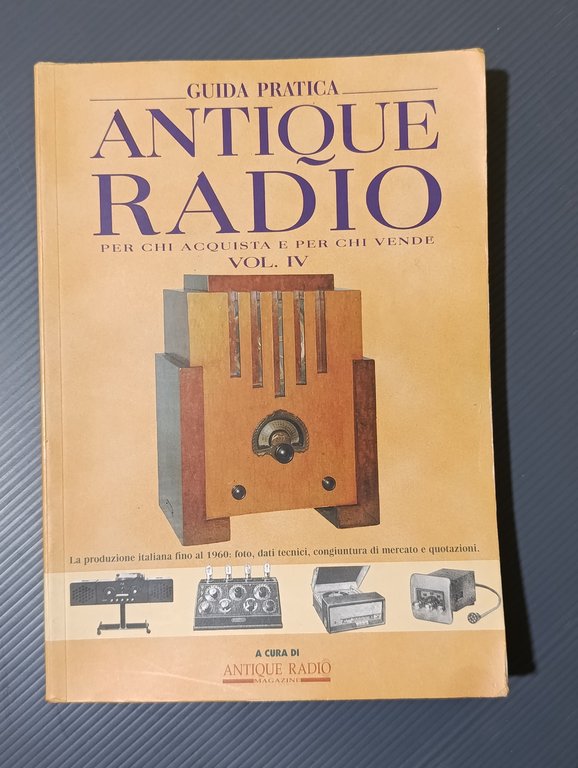 GUIDA PRATICA
ANTIQUE
RADIO
PER CHI ACQUISTA E PER CHI VENDE
VOL. IV
La produzione italiana fino al 1960: foto, dati tecnici, congiuntura di mercato e quotazioni.
A CURA DI
ANTIQUE RADIO
MAGAZINE